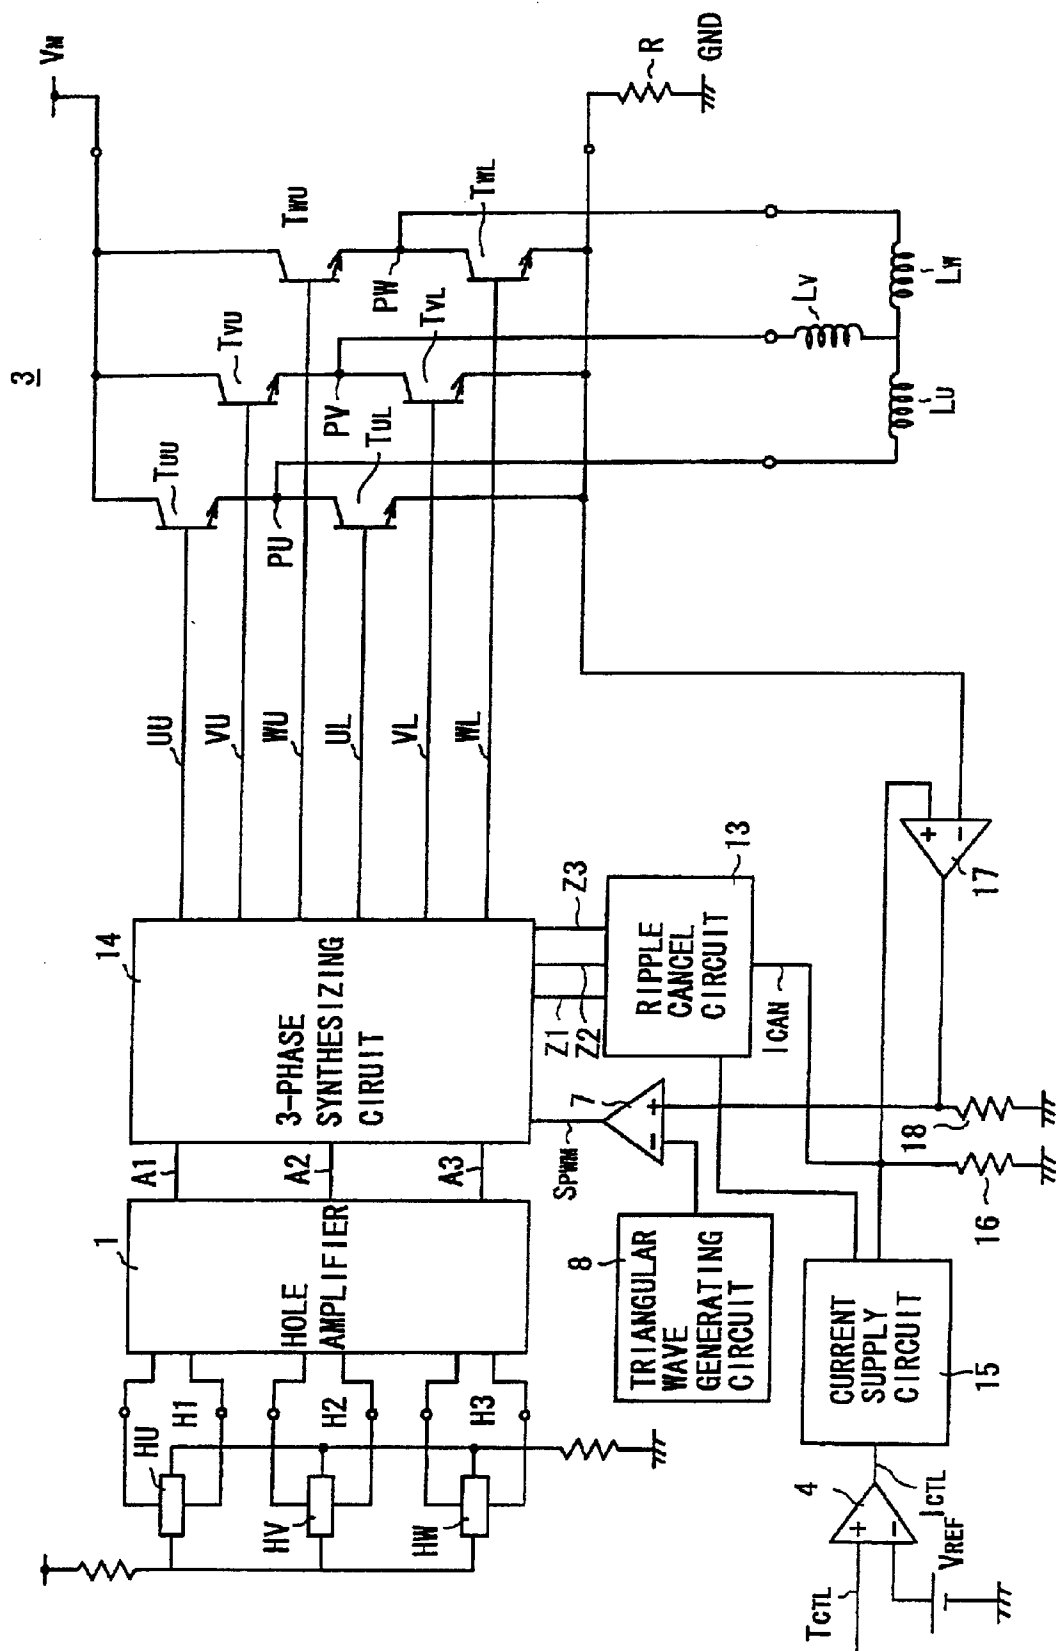 3
VM
R
GND
TUU
TVU
TWU
TUL
TVL
TWL
PU
PV
PW
LU
LV
LW
UU
VU
WU
UL
VL
WL
14
3-PHASE
SYNTHESIZING
CIRUIT
A1
A2
A3
1
HOLE
AMPLIFIER
HU
HV
HW
H1
H2
H3
Z1
Z2
Z3
13
RIPPLE
CANCEL
CIRCUIT
ICAN
SPWM
7
+
−
8
TRIANGULAR
WAVE
GENERATING
CIRCUIT
17
+
−
18
16
CURRENT
SUPPLY
CIRCUIT
15
ICTL
4
+
−
TCTL
VREF